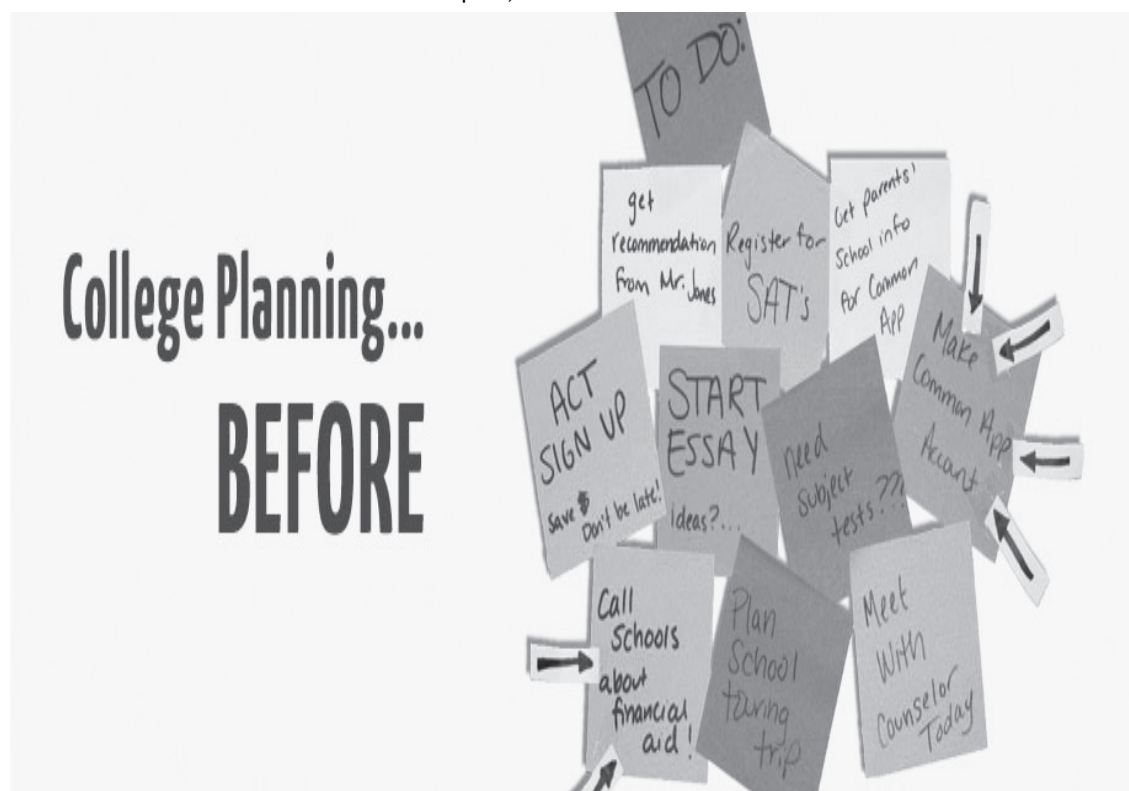 College Planning...
BEFORE
TO DO:
get
recommendation
from Mr. Jones
Register for
SAT's
Get parents'
School info
for Common
App
ACT
SIGN UP
Save $
Don't be late!
START
ESSAY
ideas?...
need
subject
tests???
Make
Common App
Account
Call
Schools
about
financial
aid!
Plan
School
touring
trip
Meet
With
Counselor
Today